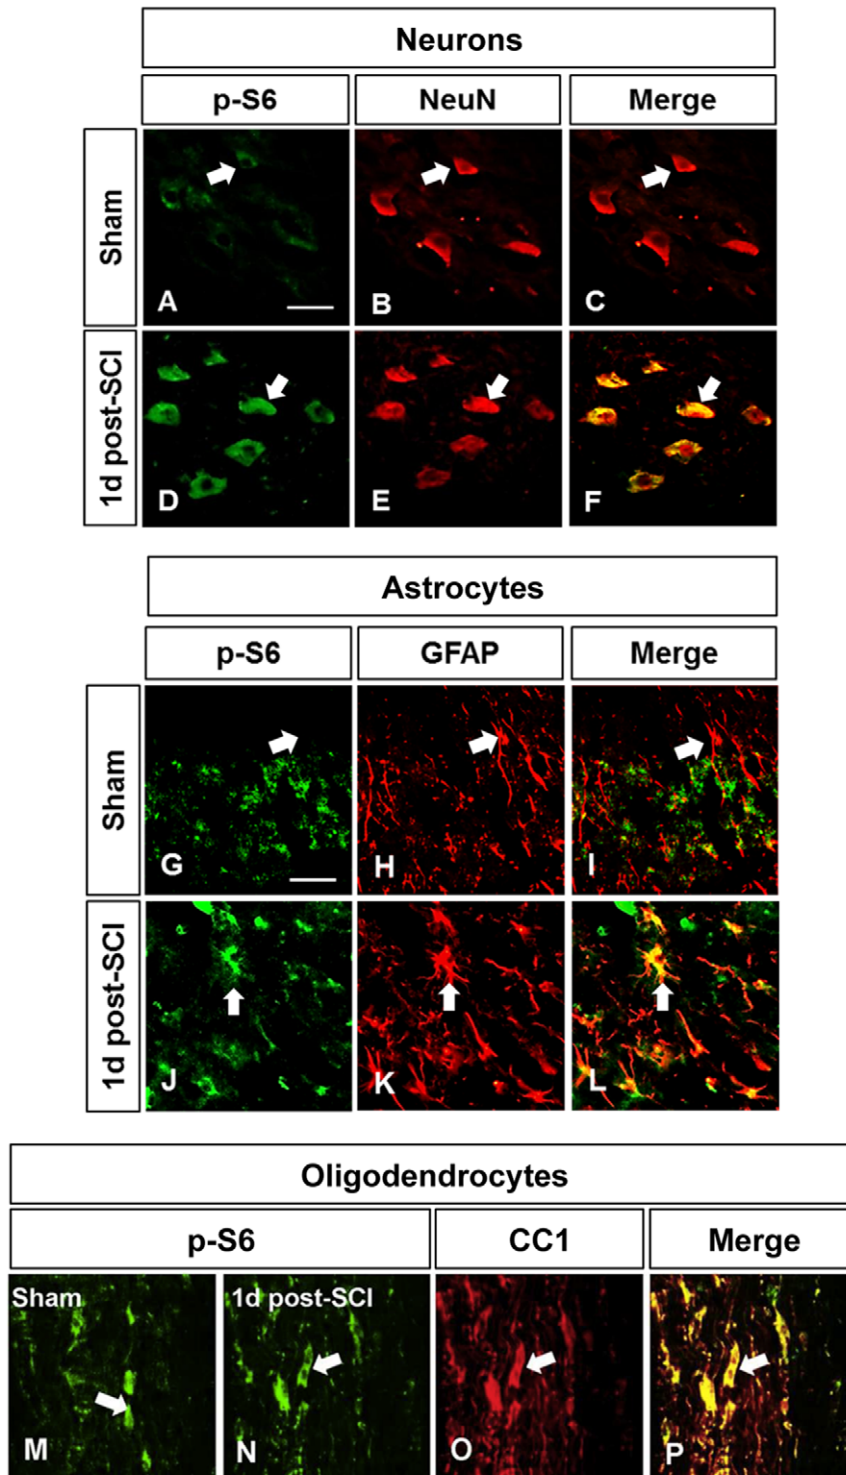 Neurons
p-S6 NeuN Merge
Sham
A B C
1d post-SCI
D E F
Astrocytes
p-S6 GFAP Merge
Sham
G H I
1d post-SCI
J K L
Oligodendrocytes
p-S6 CC1 Merge
Sham 1d post-SCI
M N O P